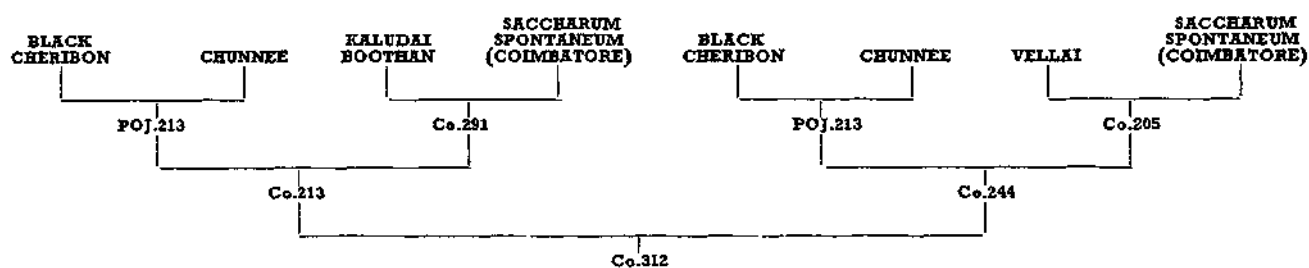 BLACK CHERIBON
CHUNNEE
KALUDAI BOOTHAN
SACCHARUM SPONTANEUM (COIMBATORE)
BLACK CHERIBON
CHUNNEE
VELLAI
SACCHARUM SPONTANEUM (COIMBATORE)
POJ.213
Co.291
POJ.213
Co.205
Co.213
Co.244
Co.312